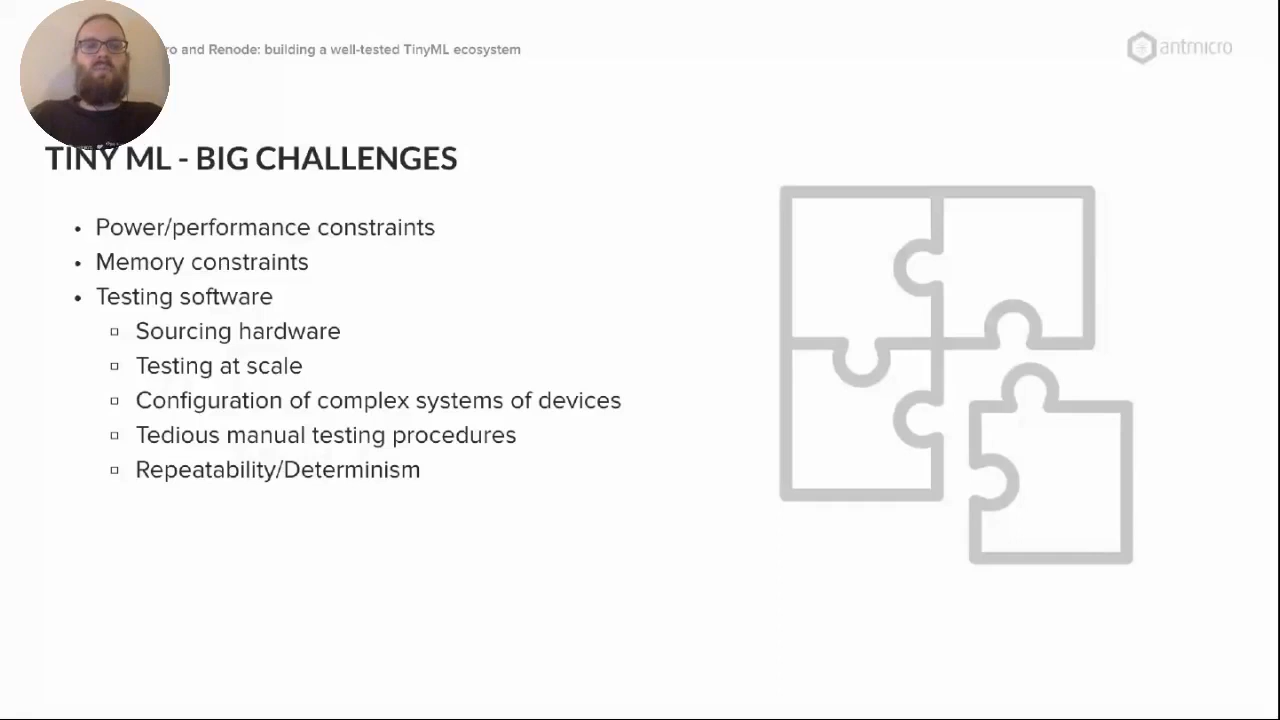 ro and Renode: building a well-tested TinyML ecosystem
antmicro
TINY ML - BIG CHALLENGES
• Power/performance constraints
• Memory constraints
• Testing software
▫ Sourcing hardware
▫ Testing at scale
▫ Configuration of complex systems of devices
▫ Tedious manual testing procedures
▫ Repeatability/Determinism